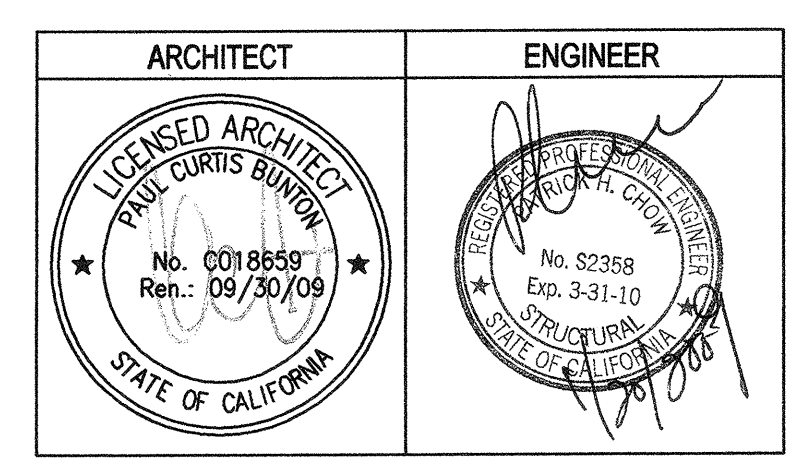 ARCHITECT
LICENSED ARCHITECT
PAUL CURTIS BUNTON
No. C018659
Ren.: 09/30/09
STATE OF CALIFORNIA
ENGINEER
REGISTERED PROFESSIONAL ENGINEER
PATRICK H. CHOW
No. S2358
Exp. 3-31-10
STRUCTURAL
STATE OF CALIFORNIA